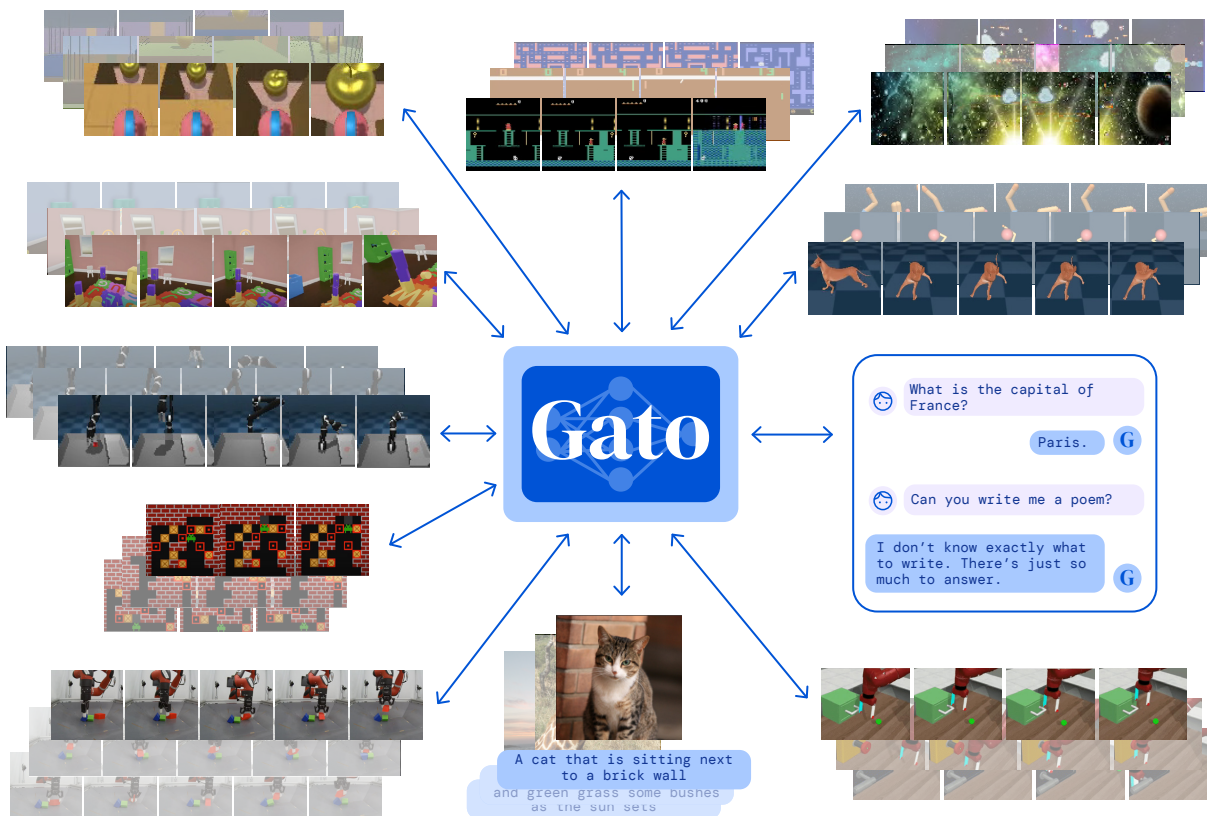 Gato
What is the capital of
France?
Paris.
G
Can you write me a poem?
I don't know exactly what
to write. There's just so
much to answer.
G
A cat that is sitting next
to a brick wall
and green grass some bushes
as the sun sets